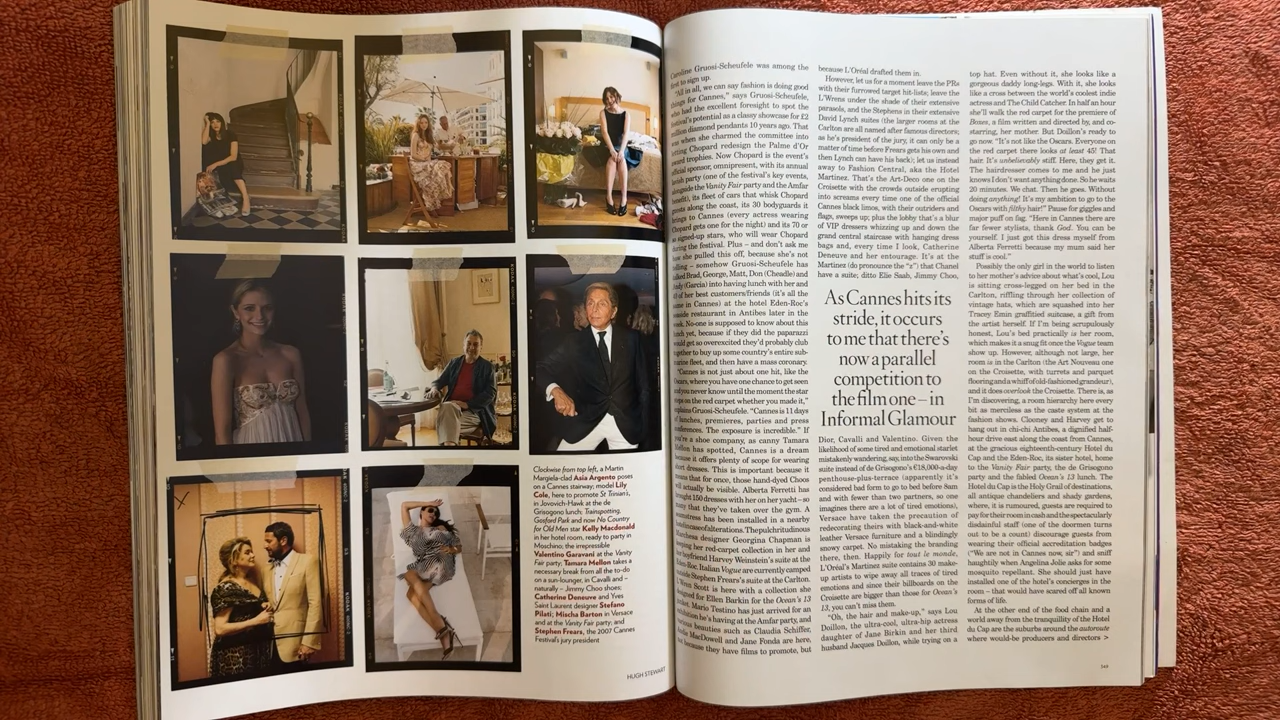 Clockwise from top left, a Martin
Margiela-clad Asia Argento poses
on a Cannes stairway; model Lily
Cole, here to promote St Trinian's,
in Jovovich-Hawk at the de
Grisogono lunch; Trainspotting,
Gosford Park and now No Country
for Old Men star Kelly Macdonald
in her hotel room, ready to party in
Moschino; the irrepressible
Valentino Garavani at the Vanity
Fair party; Tamara Mellon takes a
necessary break from all the to-do
on a sun-lounger, in Cavalli and –
naturally – Jimmy Choo shoes;
Catherine Deneuve and Yves
Saint Laurent designer Stefano
Pilati; Mischa Barton in Versace
and at the Vanity Fair party; and
Stephen Frears, the 2007 Cannes
Festival's jury president
HUGH STEWART
Caroline Gruosi-Scheufele was among the
first to sign up.
"All in all, we can say fashion is doing good
things for Cannes," says Gruosi-Scheufele,
who had the excellent foresight to spot the
festival's potential as a classy showcase for £2
million diamond pendants 10 years ago. That
was when she charmed the committee into
letting Chopard redesign the Palme d'Or
award trophies. Now Chopard is the event's
official sponsor, omnipresent, with its annual
lavish party (one of the festival's key events,
alongside the Vanity Fair party and the Amfar
benefit), its fleet of cars that whisk Chopard
guests along the coast, its 30 bodyguards it
brings to Cannes (every actress wearing
Chopard gets one for the night) and its 70 or
so signed-up stars, who will wear Chopard
during the festival. Plus – and don't ask me
how she pulled this off, because she's not
telling – somehow Gruosi-Scheufele has
talked Brad, George, Matt, Don (Cheadle) and
Andy (Garcia) into having lunch with her and
of her best customers/friends (it's all the
same in Cannes) at the hotel Eden-Roc's
seaside restaurant in Antibes later in the
week. No-one is supposed to know about this
lunch yet, because if they did the paparazzi
would get so overexcited they'd probably club
together to buy up some country's entire sub-
marine fleet, and then have a mass coronary.
"Cannes is not just about one hit, like the
Oscars, where you have one chance to get seen
and you never know until the moment the star
steps on the red carpet whether you made it,"
explains Gruosi-Scheufele. "Cannes is 11 days
of lunches, premieres, parties and press
conferences. The exposure is incredible." If
you're a shoe company, as canny Tamara
Mellon has spotted, Cannes is a dream
because it offers plenty of scope for wearing
short dresses. This is important because it
means that for once, those hand-dyed Choos
will actually be visible. Alberta Ferretti has
brought 150 dresses with her on her yacht – so
many that they've taken over the gym. A
seamstress has been installed in a nearby
in case of alterations. The pulchritudinous
Marchesa designer Georgina Chapman is
her red-carpet collection in her and
her boyfriend Harvey Weinstein's suite at the
Eden Roc. Italian Vogue are currently camped
outside Stephen Frears's suite at the Carlton.
L'Wren Scott is here with a collection she
designed for Ellen Barkin for the Ocean's 13
Mario Testino has just arrived for an
he's having at the Amfar party, and
beauties such as Claudia Schiffer,
Andie MacDowell and Jane Fonda are here,
because they have films to promote, but
because L'Oréal drafted them in.
However, let us for a moment leave the PRs
with their furrowed target hit-lists; leave the
L'Wrens under the shade of their extensive
parasols, and the Stephens in their extensive
David Lynch suites (the larger rooms at the
Carlton are all named after famous directors;
as he's president of the jury, it can only be a
matter of time before Frears gets his own and
then Lynch can have his back); let us instead
away to Fashion Central, aka the Hotel
Martinez. That's the Art-Deco one on the
Croisette with the crowds outside erupting
into screams every time one of the official
Cannes black limos, with their outriders and
flags, sweeps up; plus the lobby that's a blur
of VIP dressers whizzing up and down the
grand central staircase with hanging dress
bags and, every time I look, Catherine
Deneuve and her entourage. It's at the
Martinez (do pronounce the "z") that Chanel
have a suite; ditto Elie Saab, Jimmy Choo,
As Cannes hits its
stride, it occurs
to me that there's
now a parallel
competition to
the film one – in
Informal Glamour
Dior, Cavalli and Valentino. Given the
likelihood of some tired and emotional starlet
mistakenly wandering, say, into the Swarovski
suite instead of de Grisogono's €18,000-a-day
penthouse-plus-terrace (apparently it's
considered bad form to go to bed before 8am
and with fewer than two partners, so one
imagines there are a lot of tired emotions),
Versace have taken the precaution of
redecorating theirs with black-and-white
leather Versace furniture and a blindingly
snowy carpet. No mistaking the branding
there, then. Happily for tout le monde,
L'Oréal's Martinez suite contains 30 make-
up artists to wipe away all traces of tired
emotions and since their billboards on the
Croisette are bigger than those for Ocean's
13, you can't miss them.
"Oh, the hair and make-up," says Lou
Doillon, the ultra-cool, ultra-hip actress
daughter of Jane Birkin and her third
husband Jacques Doillon, while trying on a
top hat. Even without it, she looks like a
gorgeous daddy long-legs. With it, she looks
like a cross between the world's coolest indie
actress and The Child Catcher. In half an hour
she'll walk the red carpet for the premiere of
Boxes, a film written and directed by, and co-
starring, her mother. But Doillon's ready to
go now. "It's not like the Oscars. Everyone on
the red carpet there looks at least 45! That
hair. It's unbelievably stiff. Here, they get it.
The hairdresser comes to me and he just
knows I don't want anything done. So he waits
20 minutes. We chat. Then he goes. Without
doing anything! It's my ambition to go to the
Oscars with filthy hair!" Pause for giggles and
major puff on fag. "Here in Cannes there are
far fewer stylists, thank God. You can be
yourself. I just got this dress myself from
Alberta Ferretti because my mum said her
stuff is cool."
Possibly the only girl in the world to listen
to her mother's advice about what's cool, Lou
is sitting cross-legged on her bed in the
Carlton, riffling through her collection of
vintage hats, which are squashed into her
Tracey Emin graffitied suitcase, a gift from
the artist herself. If I'm being scrupulously
honest, Lou's bed practically is her room,
which makes it a snug fit once the Vogue team
show up. However, although not large, her
room is in the Carlton (the Art Nouveau one
on the Croisette, with turrets and parquet
flooring and a whiff of old-fashioned grandeur),
and it does overlook the Croisette. There is, as
I'm discovering, a room hierarchy here every
bit as merciless as the caste system at the
fashion shows. Clooney and Harvey get to
hang out in chi-chi Antibes, a dignified half-
hour drive east along the coast from Cannes,
at the gracious eighteenth-century Hotel du
Cap and the Eden-Roc, its sister hotel, home
to the Vanity Fair party, the de Grisogono
party and the fabled Ocean's 13 lunch. The
Hotel du Cap is the Holy Grail of destinations,
all antique chandeliers and shady gardens,
where, it is rumoured, guests are required to
pay for their room in cash and the spectacularly
disdainful staff (one of the doormen turns
out to be a count) discourage guests from
wearing their official accreditation badges
("We are not in Cannes now, sir") and sniff
haughtily when Angelina Jolie asks for some
mosquito repellant. She should just have
installed one of the hotel's concierges in the
room – that would have scared off all known
forms of life.
At the other end of the food chain and a
world away from the tranquillity of the Hotel
du Cap are the suburbs around the autoroute
where would-be producers and directors >